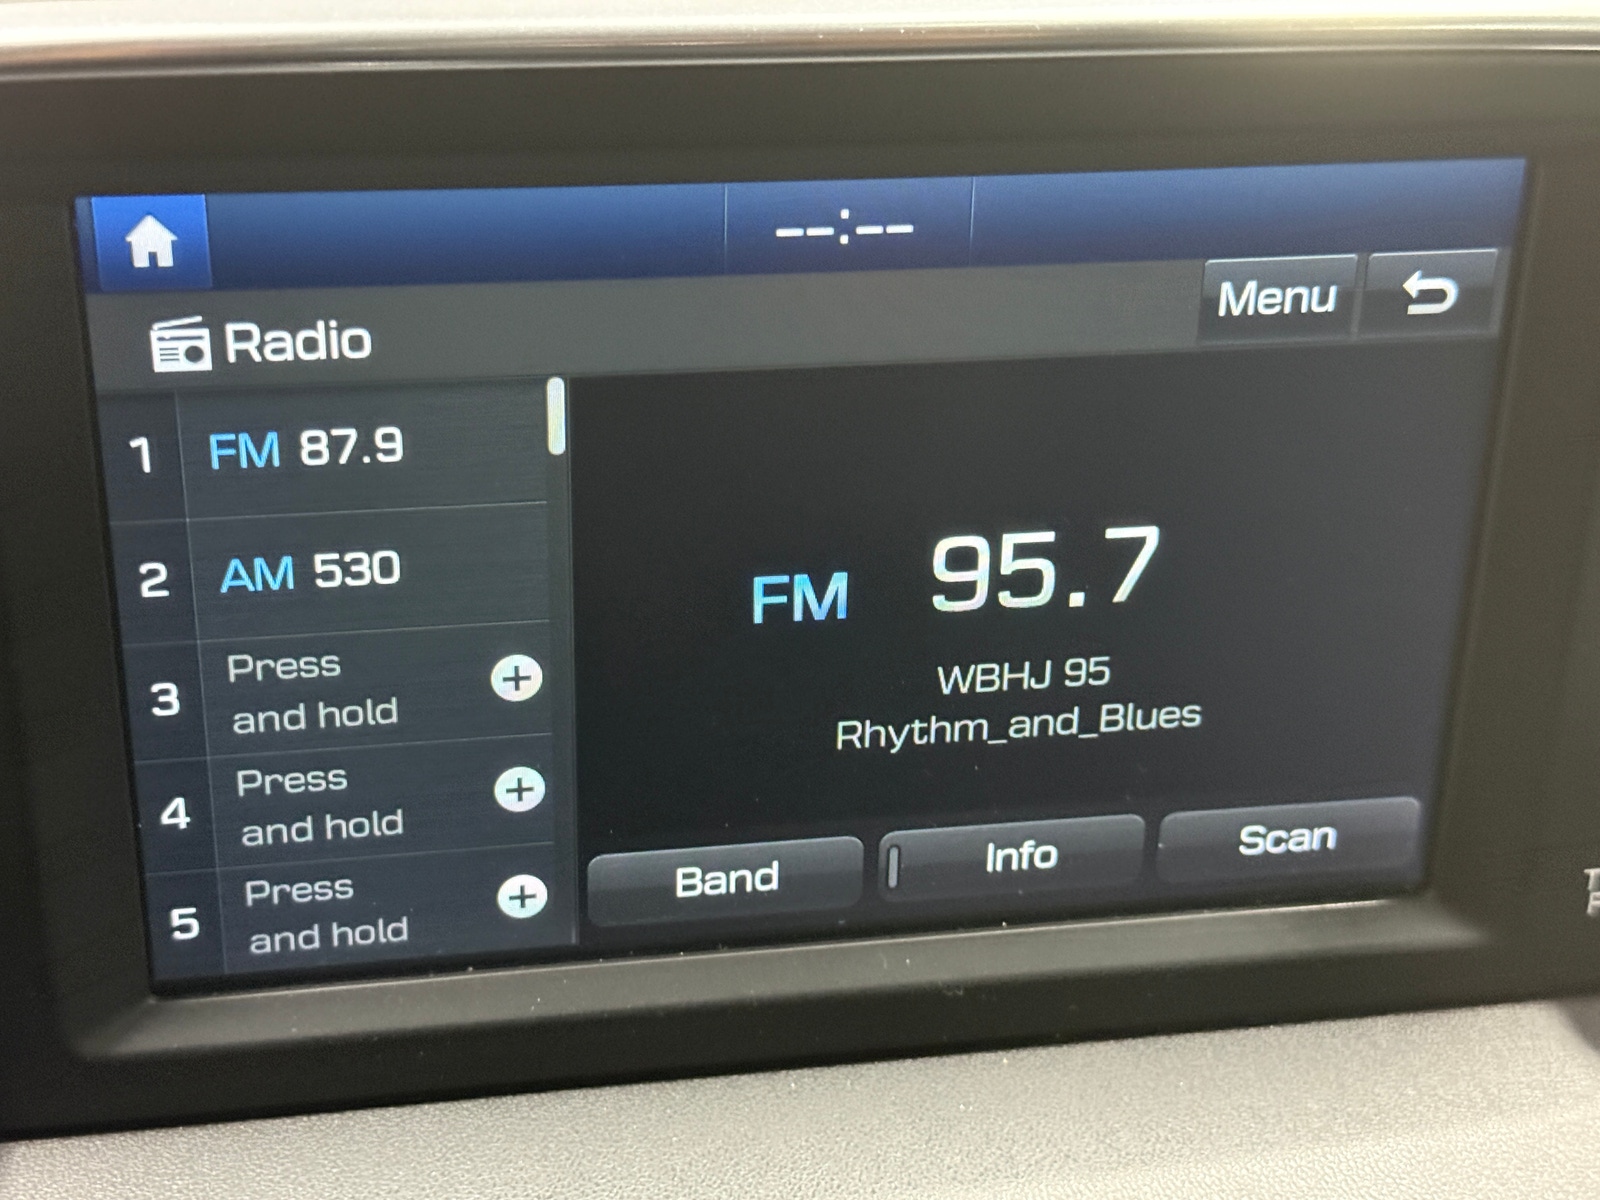 --:--
Menu
Radio
1 FM 87.9
2 AM 530
3 Press
and hold
4 Press
and hold
5 Press
and hold
FM 95.7
WBHJ 95
Rhythm_and_Blues
Band
Info
Scan